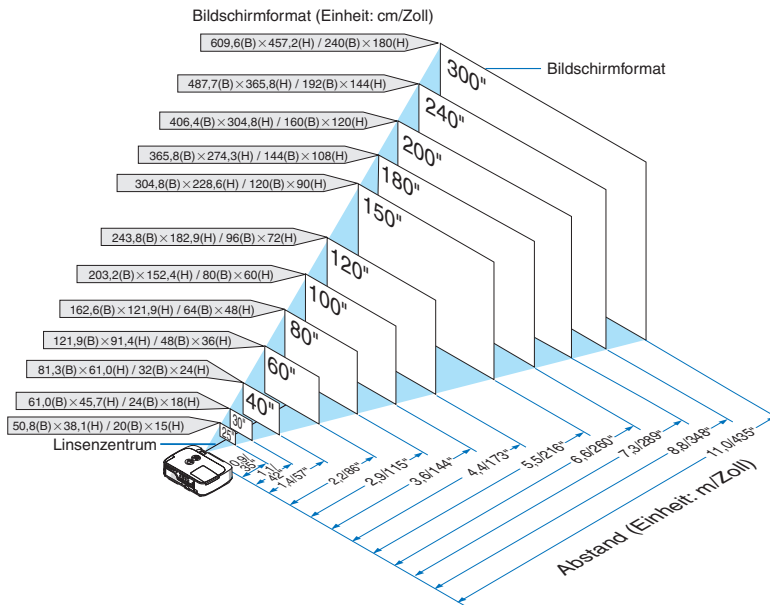 Bildschirmformat (Einheit: cm/Zoll)
609,6(B)×457,2(H) / 240(B)×180(H)
Bildschirmformat
300"
487,7(B)×365,8(H) / 192(B)×144(H)
240"
406,4(B)×304,8(H) / 160(B)×120(H)
200"
365,8(B)×274,3(H) / 144(B)×108(H)
180"
304,8(B)×228,6(H) / 120(B)×90(H)
150"
243,8(B)×182,9(H) / 96(B)×72(H)
120"
203,2(B)×152,4(H) / 80(B)×60(H)
100"
162,6(B)×121,9(H) / 64(B)×48(H)
80"
121,9(B)×91,4(H) / 48(B)×36(H)
60"
81,3(B)×61,0(H) / 32(B)×24(H)
40"
61,0(B)×45,7(H) / 24(B)×18(H)
30"
50,8(B)×38,1(H) / 20(B)×15(H)
25"
Linsenzentrum
0,9/
1,1/
42"
1,4/57"
2,2/86"
2,9/115"
3,6/144"
4,4/173"
5,5/216"
6,6/260"
7,3/289"
8,8/348"
11,0/435"
Abstand (Einheit: m/Zoll)